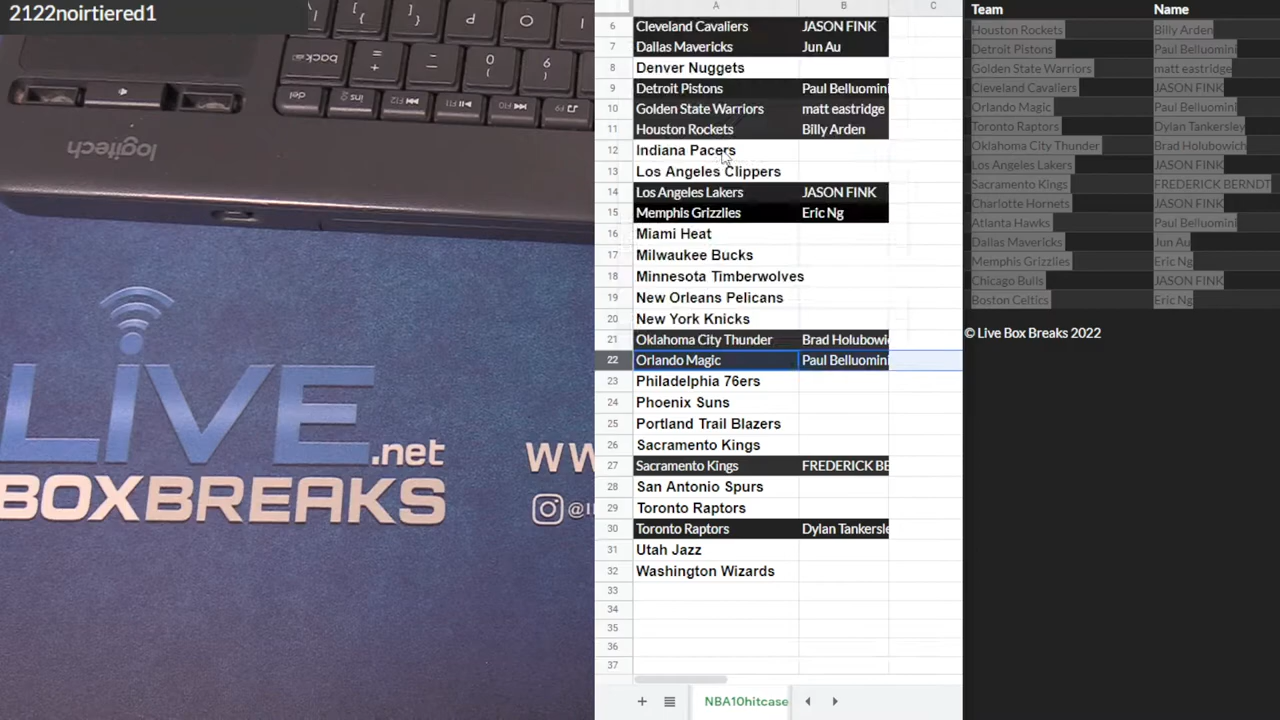 2122noirtiered1
logitech
back
del
ins
LIVE.net
BOXBREAKS
WW
A B C
6 Cleveland Cavaliers JASON FINK
7 Dallas Mavericks Jun Au
8 Denver Nuggets
9 Detroit Pistons Paul Belluomini
10 Golden State Warriors matt eastridge
11 Houston Rockets Billy Arden
12 Indiana Pacers
13 Los Angeles Clippers
14 Los Angeles Lakers JASON FINK
15 Memphis Grizzlies Eric Ng
16 Miami Heat
17 Milwaukee Bucks
18 Minnesota Timberwolves
19 New Orleans Pelicans
20 New York Knicks
21 Oklahoma City Thunder Brad Holubowi
22 Orlando Magic Paul Belluomini
23 Philadelphia 76ers
24 Phoenix Suns
25 Portland Trail Blazers
26 Sacramento Kings
27 Sacramento Kings FREDERICK BE
28 San Antonio Spurs
29 Toronto Raptors
30 Toronto Raptors Dylan Tankersle
31 Utah Jazz
32 Washington Wizards
33
34
35
36
37
NBA10hitcase
Team Name
Houston Rockets Billy Arden
Detroit Pistons Paul Belluomini
Golden State Warriors matt eastridge
Cleveland Cavaliers JASON FINK
Orlando Magic Paul Belluomini
Toronto Raptors Dylan Tankersley
Oklahoma City Thunder Brad Holubowich
Los Angeles Lakers JASON FINK
Sacramento Kings FREDERICK BERNDT
Charlotte Hornets JASON FINK
Atlanta Hawks Paul Belluomini
Dallas Mavericks Jun Au
Memphis Grizzlies Eric Ng
Chicago Bulls JASON FINK
Boston Celtics Eric Ng
© Live Box Breaks 2022